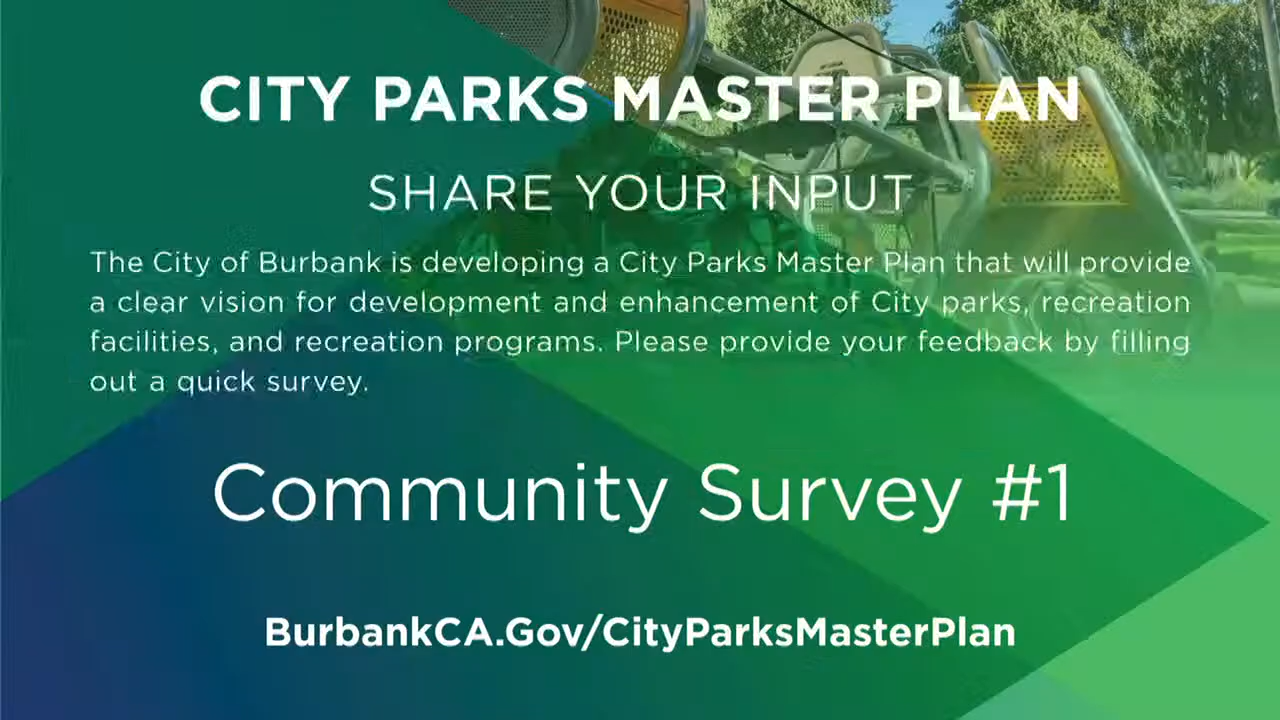 CITY PARKS MASTER PLAN
SHARE YOUR INPUT
The City of Burbank is developing a City Parks Master Plan that will provide
a clear vision for development and enhancement of City parks, recreation
facilities, and recreation programs. Please provide your feedback by filling
out a quick survey.
Community Survey #1
BurbankCA.Gov/CityParksMasterPlan